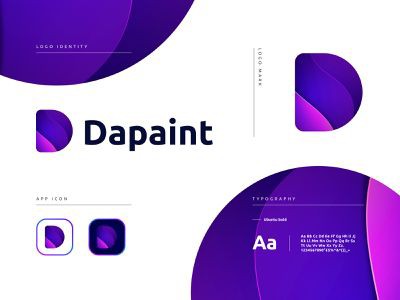 LOGO IDENTITY
LOGO MARK
Dapaint
APP ICON
TYPOGRAPHY
Ubuntu bold
Aa